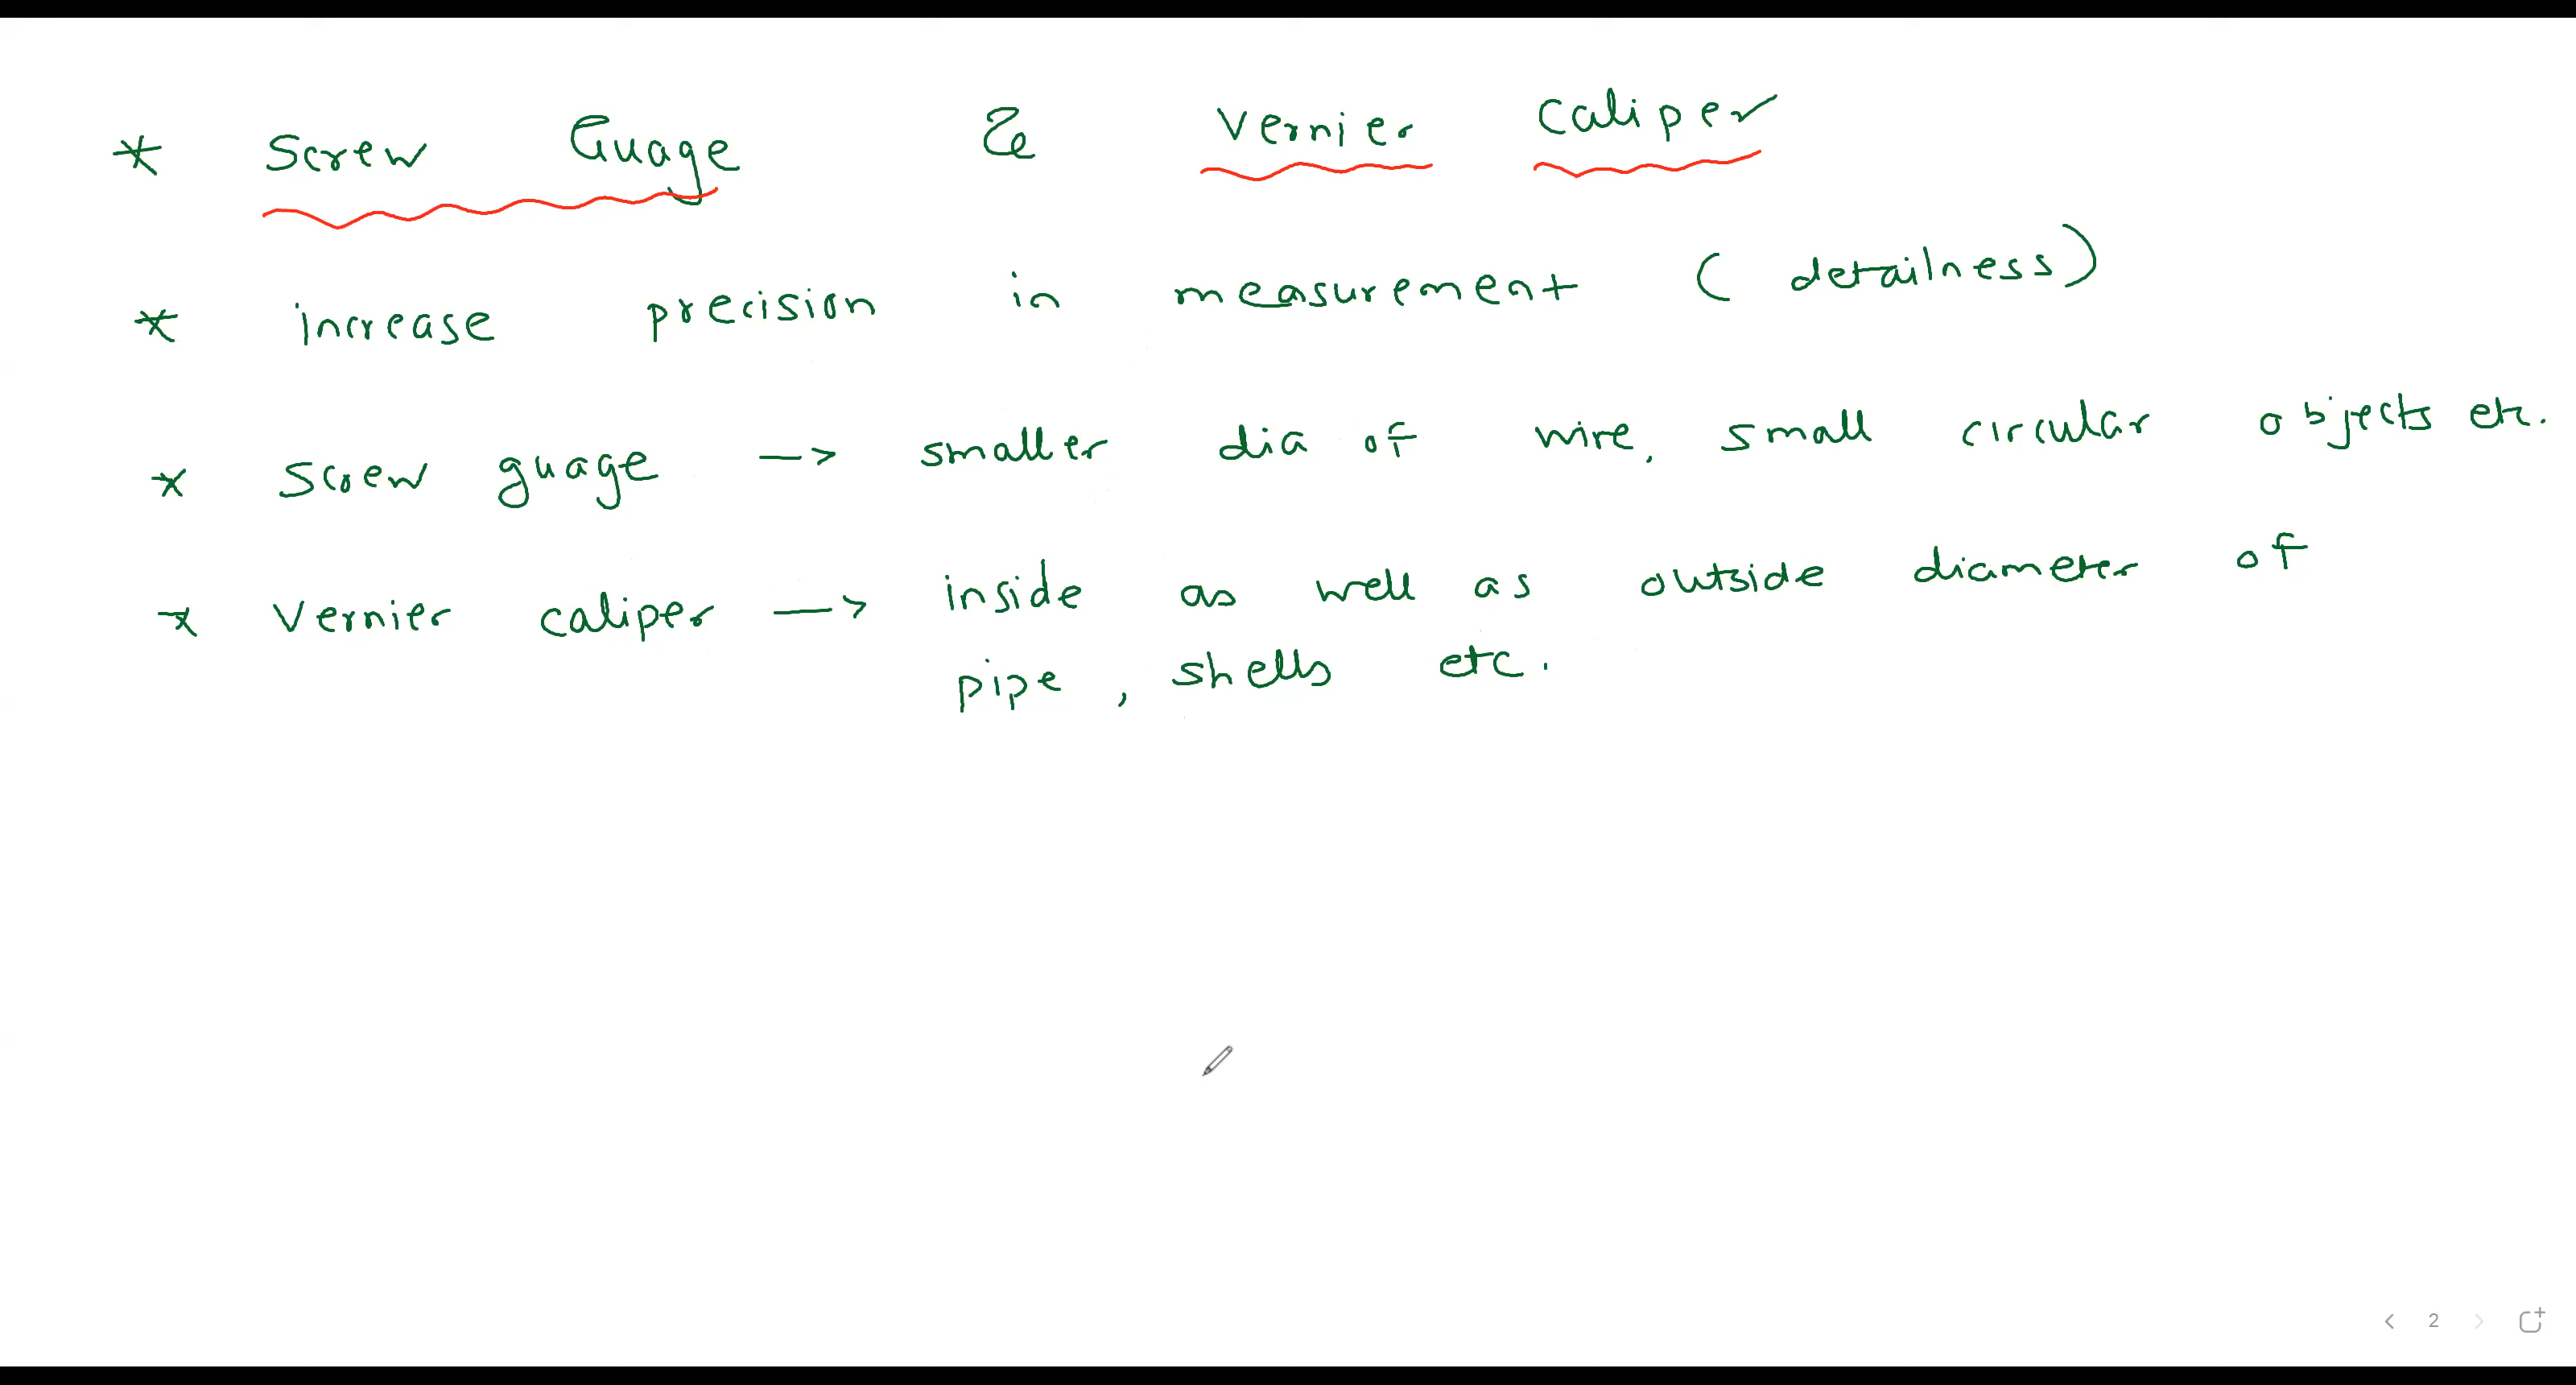 * Screw Guage & Vernier Caliper
* increase precision in measurement (detailness)
* Screw guage —> smaller dia of wire, small circular objects etc.
* Vernier caliper —> inside as well as outside diameter of
pipe, shells etc.
2